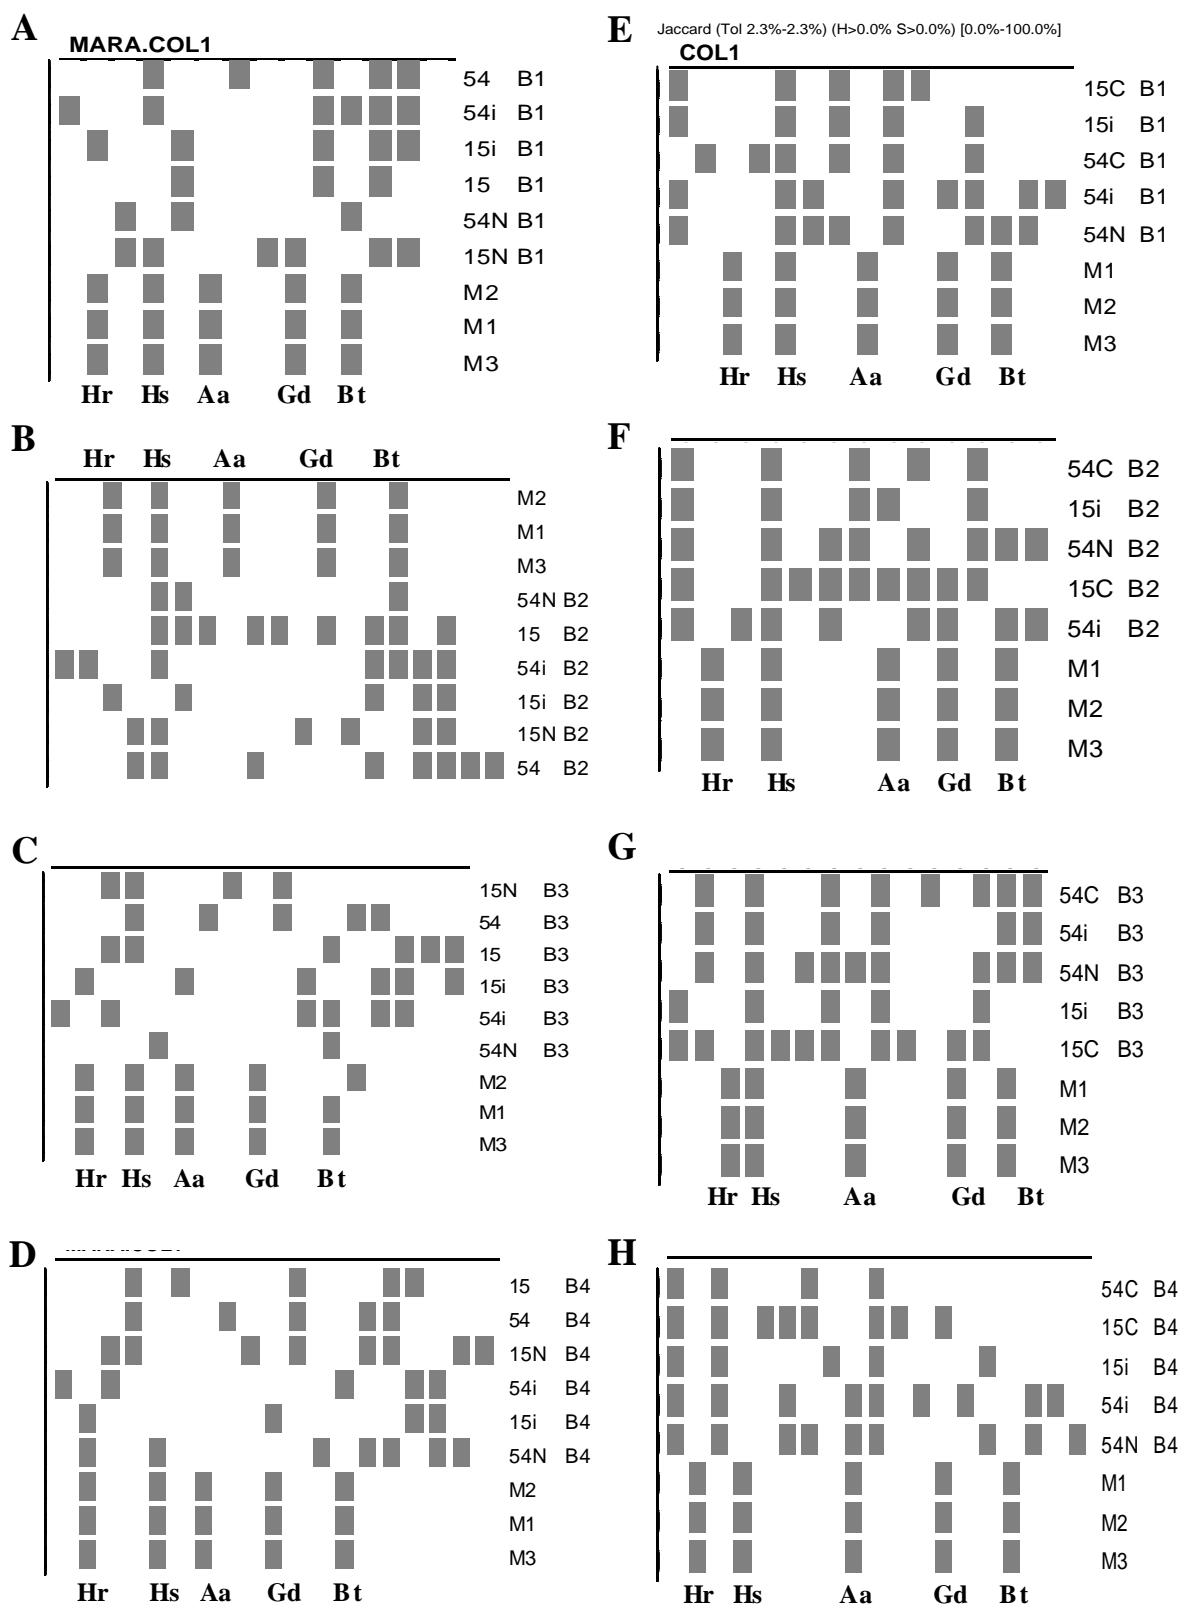 A
MARA.COL1
54 B1
54i B1
15i B1
15 B1
54N B1
15N B1
M2
M1
M3
Hr Hs Aa Gd Bt
B
Hr Hs Aa Gd Bt
M2
M1
M3
54N B2
15 B2
54i B2
15i B2
15N B2
54 B2
C
15N B3
54 B3
15 B3
15i B3
54i B3
54N B3
M2
M1
M3
Hr Hs Aa Gd Bt
D
15 B4
54 B4
15N B4
54i B4
15i B4
54N B4
M2
M1
M3
Hr Hs Aa Gd Bt
E
Jaccard (Tol 2.3%-2.3%) (H>0.0% S>0.0%) [0.0%-100.0%]
COL1
15C B1
15i B1
54C B1
54i B1
54N B1
M1
M2
M3
Hr Hs Aa Gd Bt
F
54C B2
15i B2
54N B2
15C B2
54i B2
M1
M2
M3
Hr Hs Aa Gd Bt
G
54C B3
54i B3
54N B3
15i B3
15C B3
M1
M2
M3
Hr Hs Aa Gd Bt
H
54C B4
15C B4
15i B4
54i B4
54N B4
M1
M2
M3
Hr Hs Aa Gd Bt